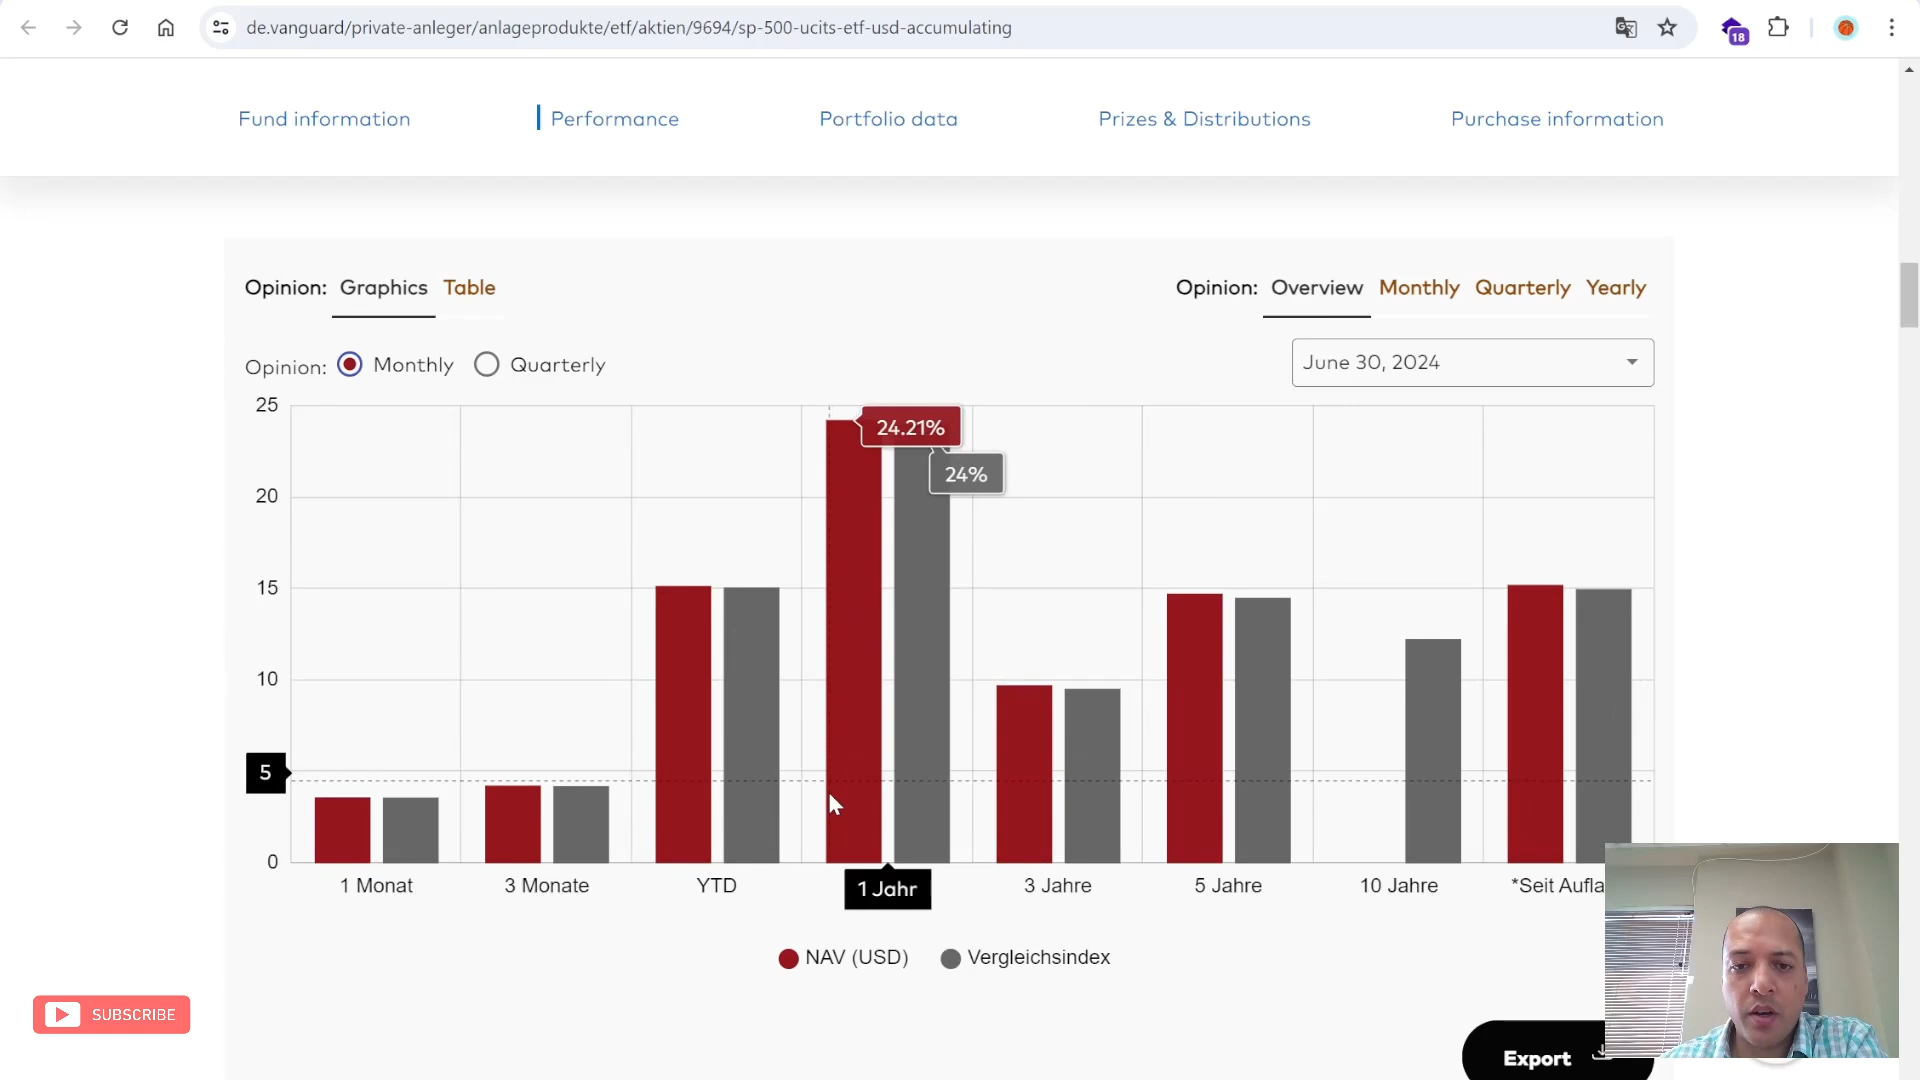 de.vanguard/private-anleger/anlageprodukte/etf/aktien/9694/sp-500-ucits-etf-usd-accumulating
18
Fund information
Performance
Portfolio data
Prizes & Distributions
Purchase information
Opinion: Graphics Table
Opinion: Overview Monthly Quarterly Yearly
Opinion: Monthly Quarterly
June 30, 2024
25
20
15
10
5
0
24.21%
24%
1 Monat
3 Monate
YTD
1 Jahr
3 Jahre
5 Jahre
10 Jahre
*Seit Aufla
NAV (USD)
Vergleichsindex
SUBSCRIBE
Export